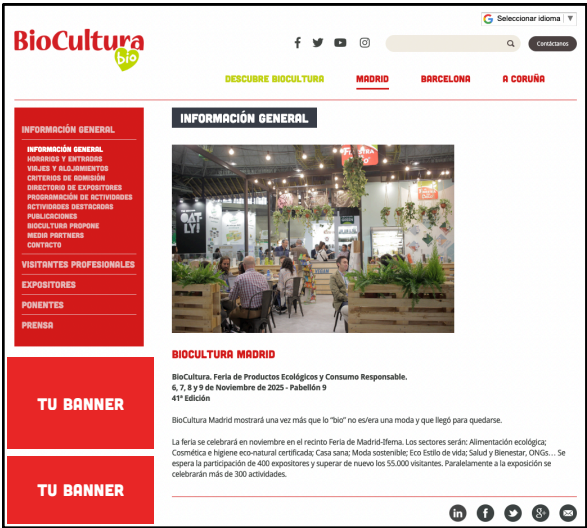 Seleccionar idioma
BioCultura
bio
Contáctanos
DESCUBRE BIOCULTURA
MADRID
BARCELONA
A CORUÑA
INFORMACIÓN GENERAL
INFORMACIÓN GENERAL
HORARIOS Y ENTRADAS
VIAJES Y ALOJAMIENTOS
CRITERIOS DE ADMISIÓN
DIRECTORIO DE EXPOSITORES
PROGRAMACIÓN DE ACTIVIDADES
ACTIVIDADES DESTACADAS
PUBLICACIONES
BIOCULTURA PROPONE
MEDIA PARTNERS
CONTACTO
VISITANTES PROFESIONALES
EXPOSITORES
PONENTES
PRENSA
TU BANNER
TU BANNER
INFORMACIÓN GENERAL
OAT-
LY!
BIOCULTURA MADRID
BioCultura. Feria de Productos Ecológicos y Consumo Responsable.
6, 7, 8 y 9 de Noviembre de 2025 - Pabellón 9
41ª Edición
BioCultura Madrid mostrará una vez más que lo "bio" no es/era una moda y que llegó para quedarse.
La feria se celebrará en noviembre en el recinto Feria de Madrid-Ifema. Los sectores serán: Alimentación ecológica;
Cosmética e higiene eco-natural certificada; Casa sana; Moda sostenible; Eco Estilo de vida; Salud y Bienestar, ONGs… Se
espera la participación de 400 expositores y superar de nuevo los 55.000 visitantes. Paralelamente a la exposición se
celebrarán más de 300 actividades.